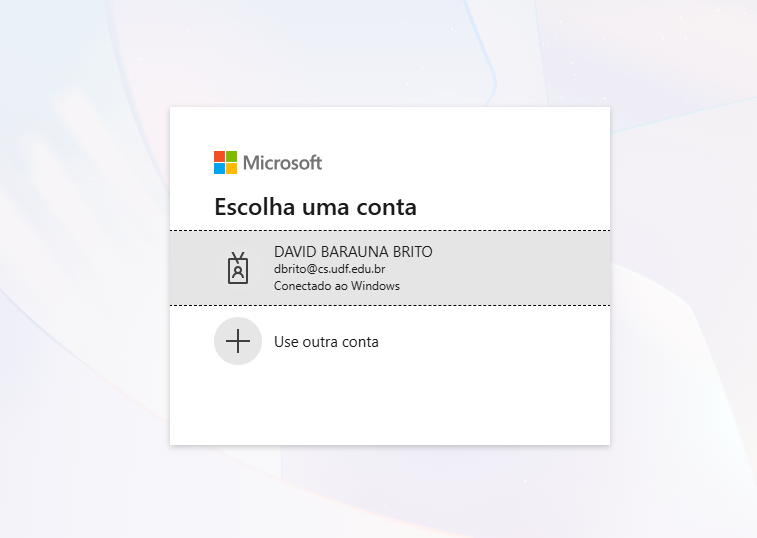 Microsoft
Escolha uma conta
DAVID BARAUNA BRITO
dbrito@cs.udf.edu.br
Conectado ao Windows
Use outra conta